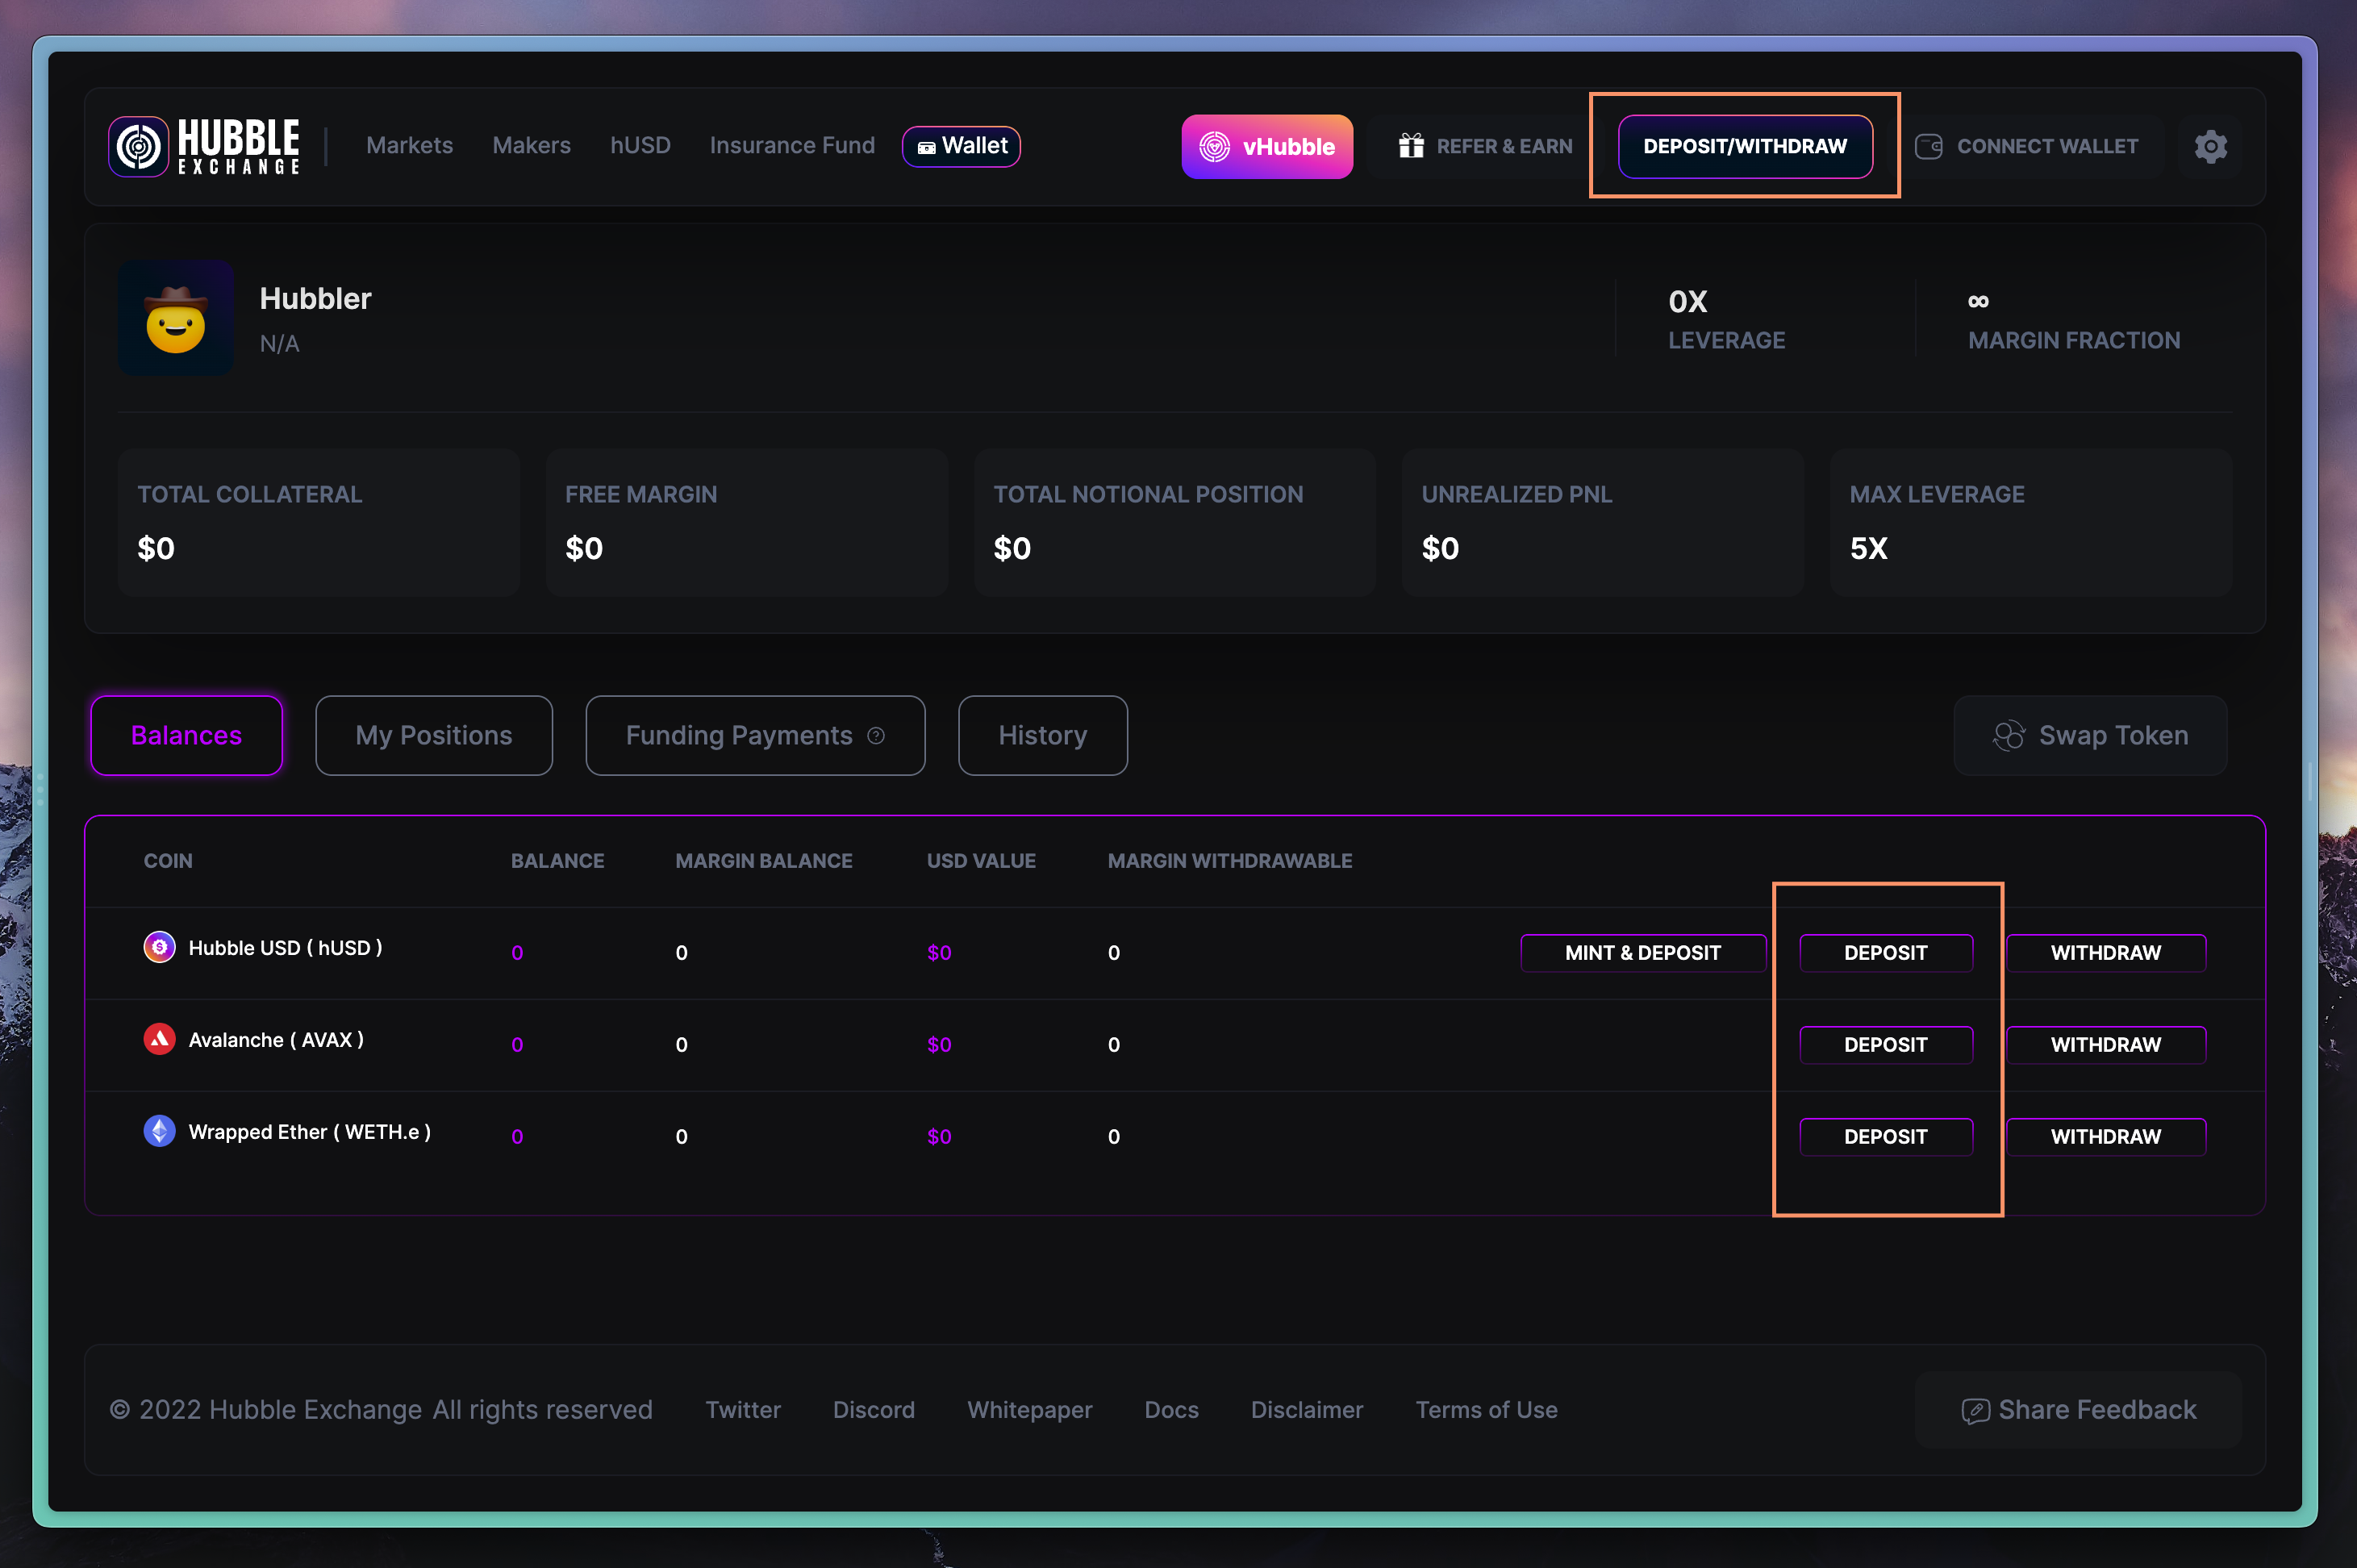 HUBBLE
EXCHANGE
Markets Makers hUSD Insurance Fund Wallet vHubble REFER & EARN DEPOSIT/WITHDRAW CONNECT WALLET
Hubbler
N/A
0X
LEVERAGE
∞
MARGIN FRACTION
TOTAL COLLATERAL
$0
FREE MARGIN
$0
TOTAL NOTIONAL POSITION
$0
UNREALIZED PNL
$0
MAX LEVERAGE
5X
Balances My Positions Funding Payments ? History Swap Token
COIN BALANCE MARGIN BALANCE USD VALUE MARGIN WITHDRAWABLE
Hubble USD ( hUSD ) 0 0 $0 0 MINT & DEPOSIT DEPOSIT WITHDRAW
Avalanche ( AVAX ) 0 0 $0 0 DEPOSIT WITHDRAW
Wrapped Ether ( WETH.e ) 0 0 $0 0 DEPOSIT WITHDRAW
© 2022 Hubble Exchange All rights reserved Twitter Discord Whitepaper Docs Disclaimer Terms of Use Share Feedback